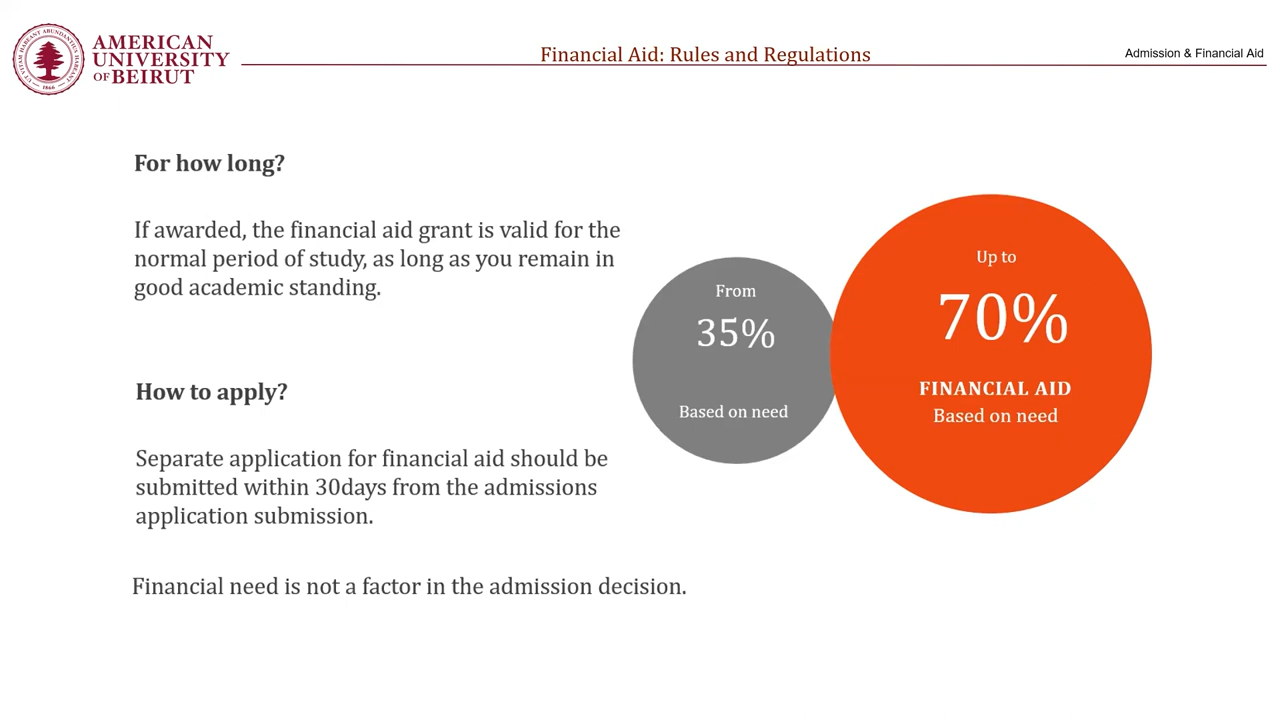 AMERICAN
UNIVERSITY
OF BEIRUT
1866
Financial Aid: Rules and Regulations
Admission & Financial Aid
For how long?
If awarded, the financial aid grant is valid for the
normal period of study, as long as you remain in
good academic standing.
How to apply?
Separate application for financial aid should be
submitted within 30days from the admissions
application submission.
Financial need is not a factor in the admission decision.
From
35%
Based on need
Up to
70%
FINANCIAL AID
Based on need